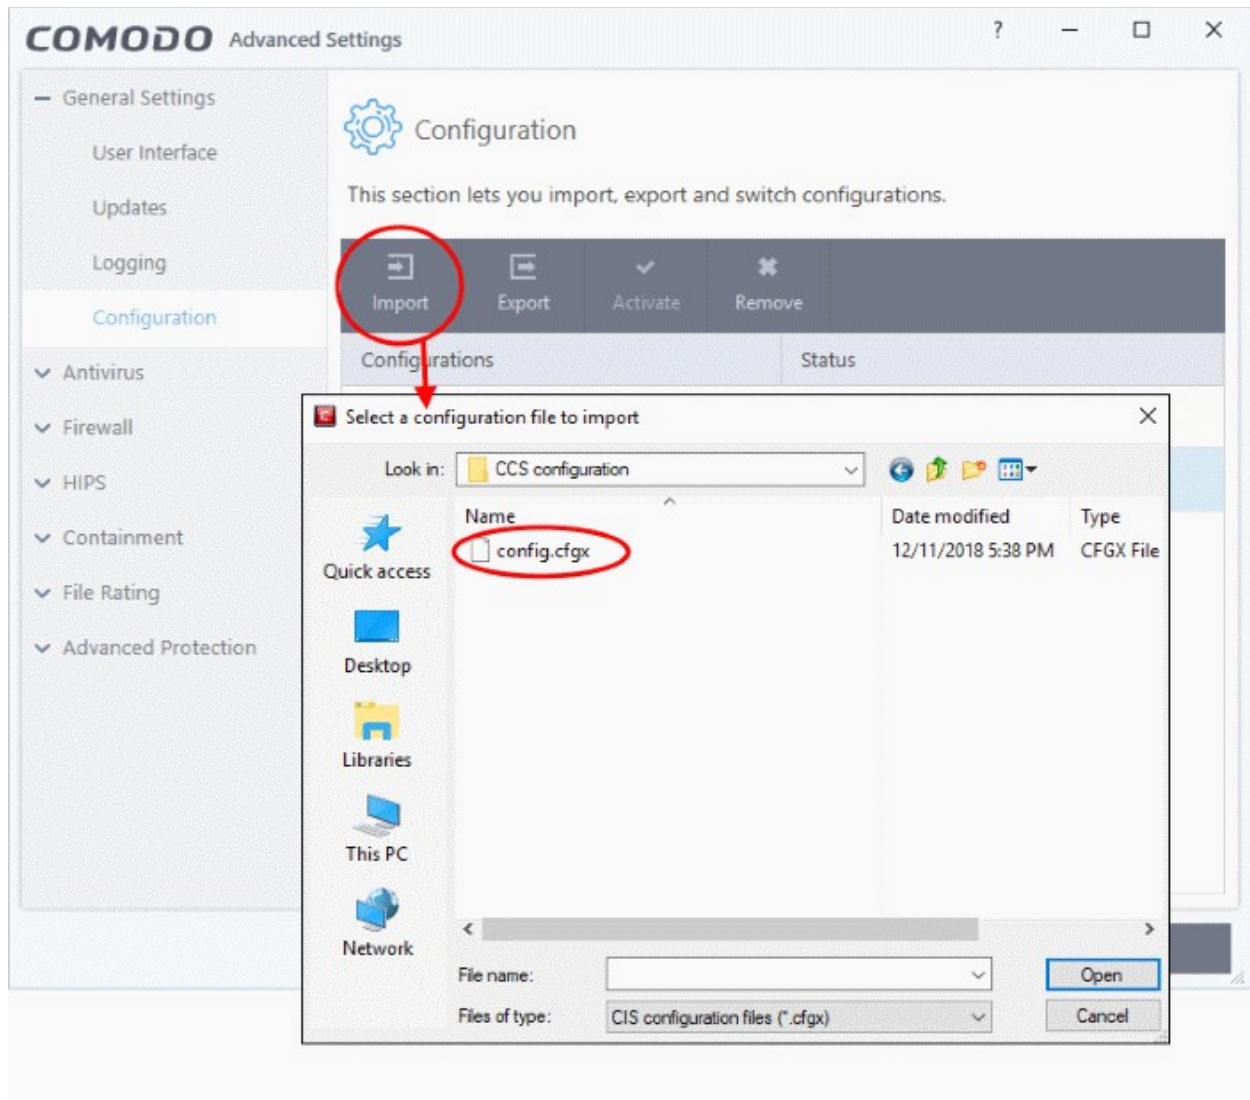 COMODO Advanced Settings
?
General Settings
User Interface
Updates
Logging
Configuration
Antivirus
Firewall
HIPS
Containment
File Rating
Advanced Protection
Configuration
This section lets you import, export and switch configurations.
Import Export Activate Remove
Configurations Status
Select a configuration file to import
Look in: CCS configuration
Name Date modified Type
config.cfgx 12/11/2018 5:38 PM CFGX File
Quick access
Desktop
Libraries
This PC
Network
File name: Open
Files of type: CIS configuration files (*.cfgx) Cancel